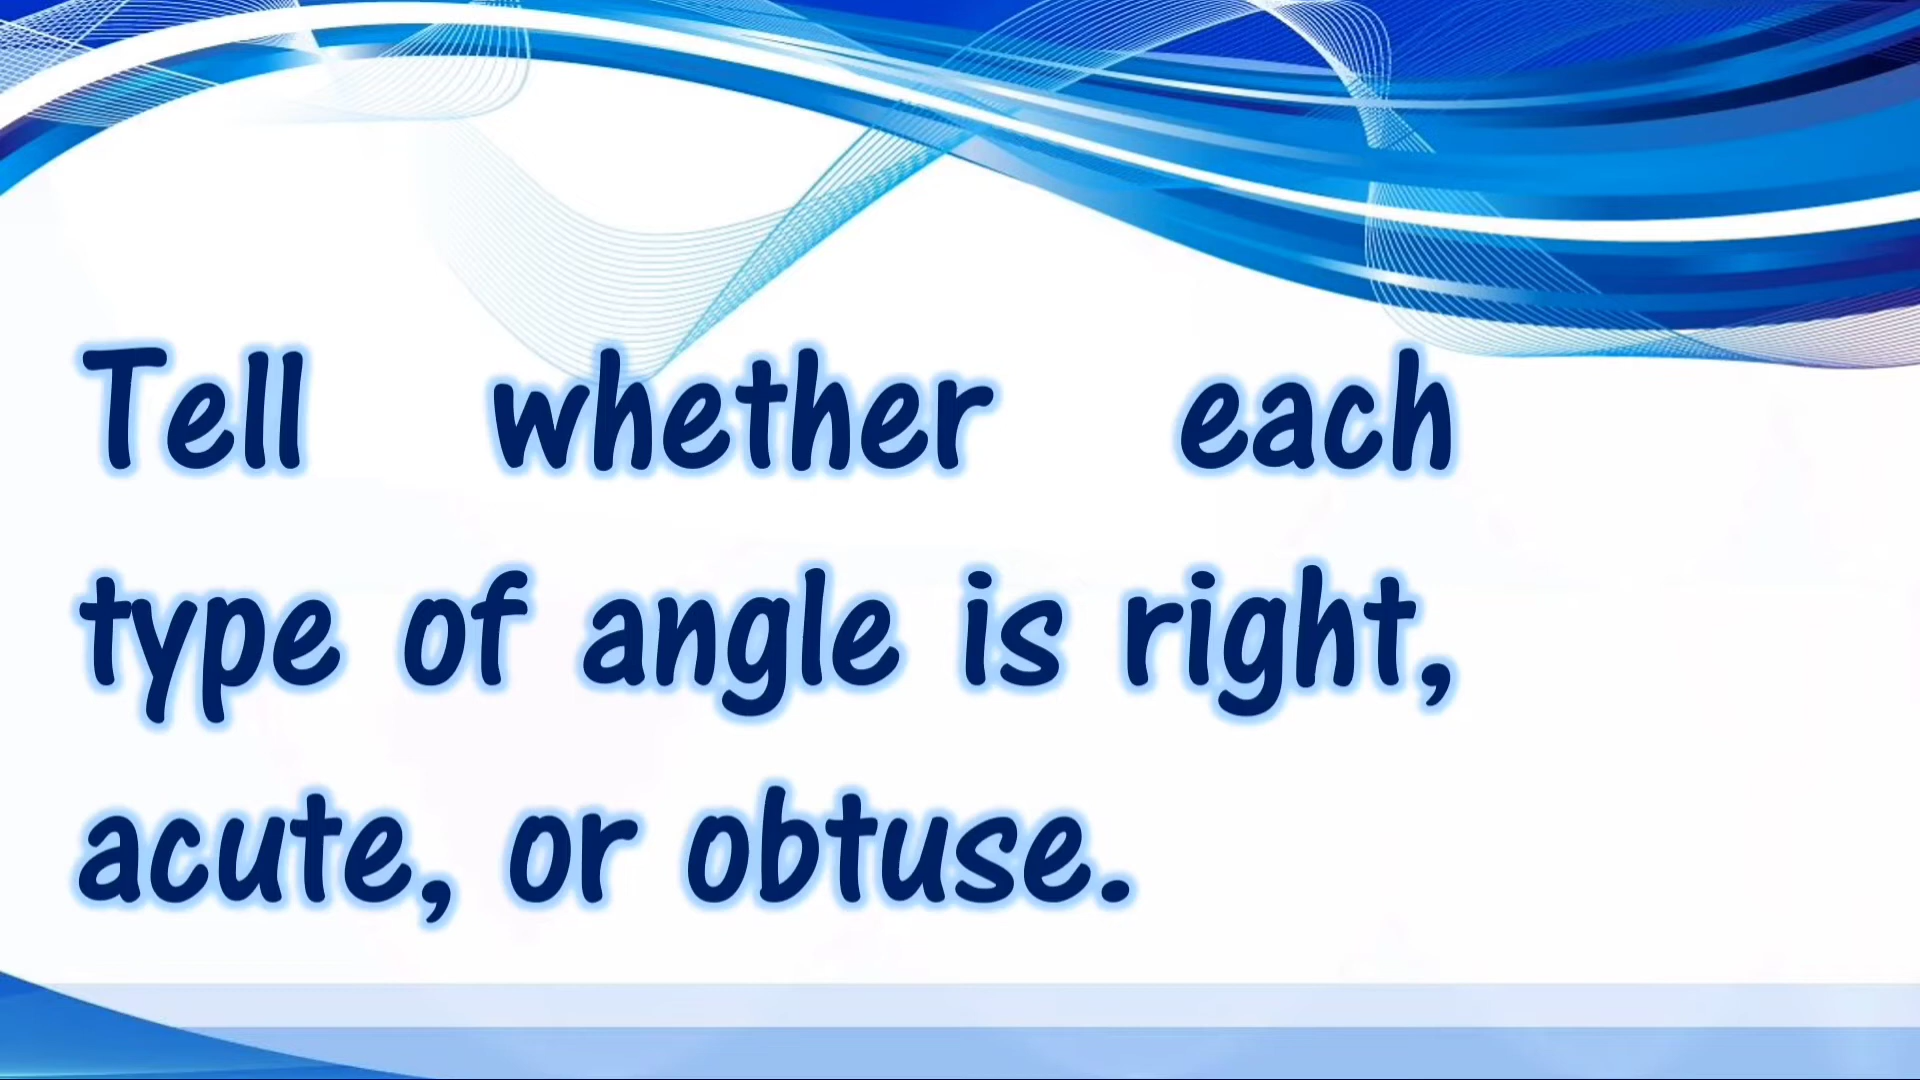 Tell whether each
type of angle is right,
acute, or obtuse.